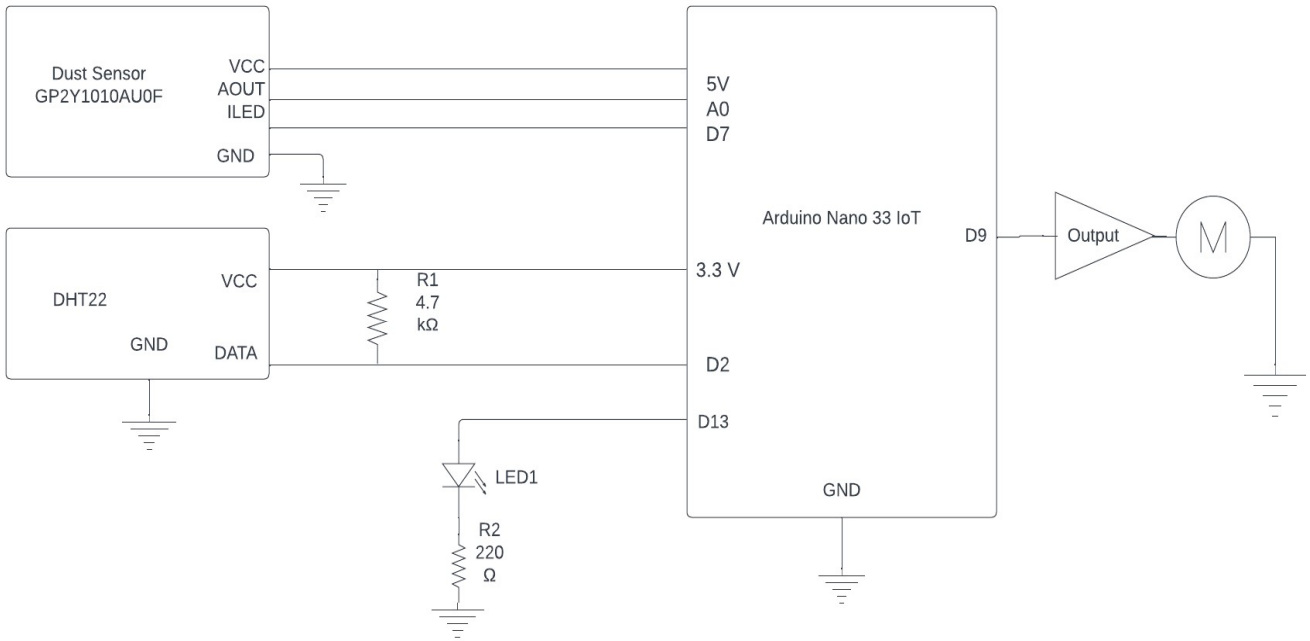 Dust Sensor
GP2Y1010AU0F
VCC
AOUT
ILED
GND
5V
A0
D7
Arduino Nano 33 IoT
D9
Output
M
DHT22
VCC
GND
DATA
R1
4.7
kΩ
3.3 V
D2
D13
LED1
R2
220
Ω
GND